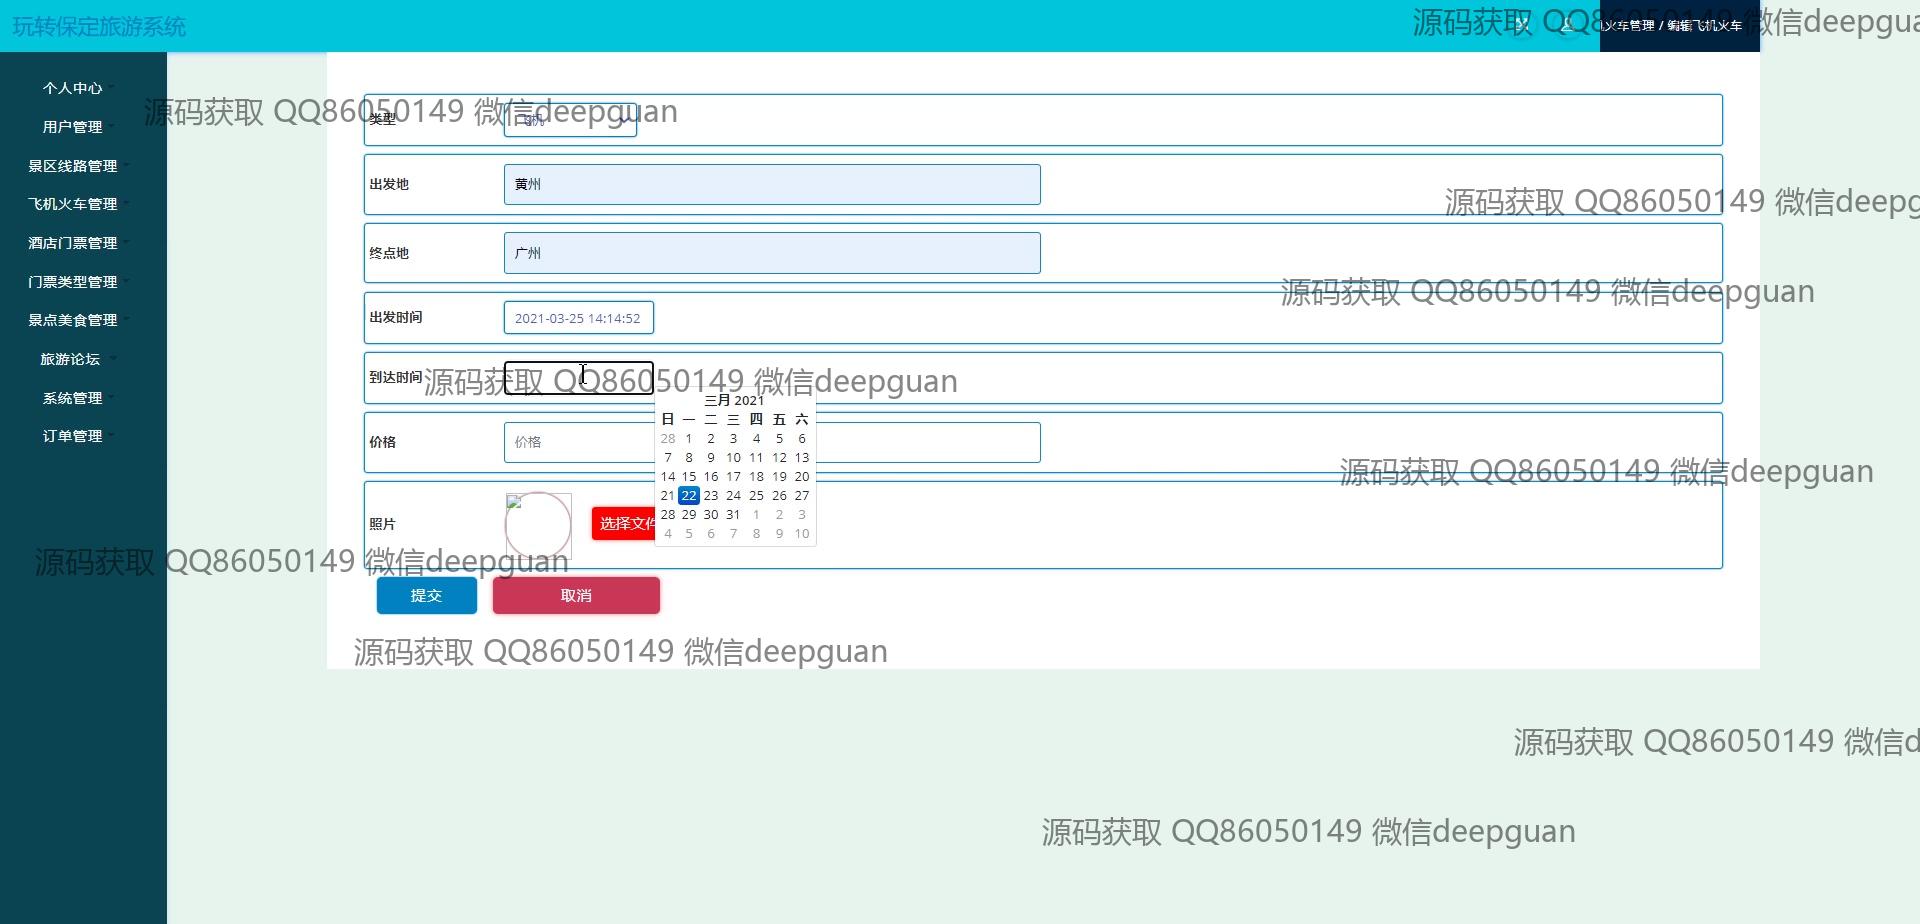 玩转保定旅游系统
火车管理 / 编辑飞机火车
源码获取 QQ86050149 微信deepgua
个人中心
用户管理
景区线路管理
飞机火车管理
酒店门票管理
门票类型管理
景点美食管理
旅游论坛
系统管理
订单管理
源码获取 QQ86050149 微信deepguan
类型
飞机
出发地
黄州
源码获取 QQ86050149 微信deepg
终点地
广州
源码获取 QQ86050149 微信deepguan
出发时间
2021-03-25 14:14:52
到达时间
源码获取 QQ86050149 微信deepguan
三月 2021
日 一 二 三 四 五 六
28 1 2 3 4 5 6
7 8 9 10 11 12 13
14 15 16 17 18 19 20
21 22 23 24 25 26 27
28 29 30 31 1 2 3
4 5 6 7 8 9 10
价格
价格
源码获取 QQ86050149 微信deepguan
照片
选择文件
源码获取 QQ86050149 微信deepguan
提交
取消
源码获取 QQ86050149 微信deepguan
源码获取 QQ86050149 微信d
源码获取 QQ86050149 微信deepguan